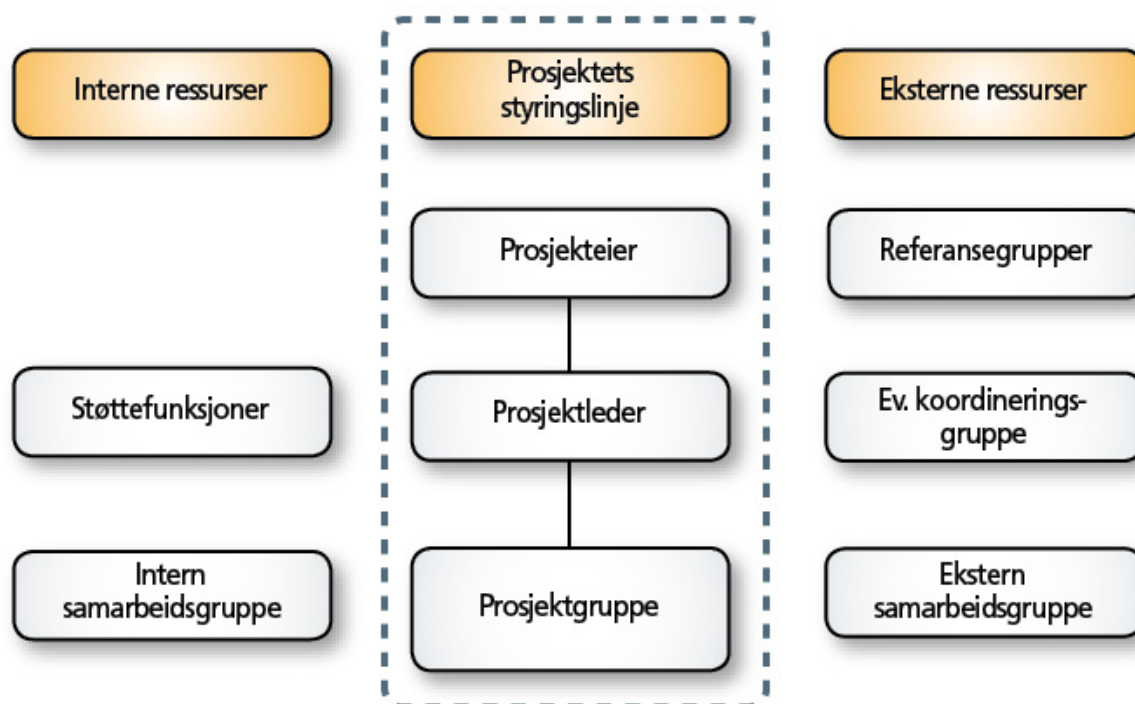 Interne ressurser
Prosjektets
styringslinje
Eksterne ressurser
Prosjekteier
Referansegrupper
Støttefunksjoner
Prosjektleder
Ev. koordinerings-
gruppe
Intern
samarbeidsgruppe
Prosjektgruppe
Ekstern
samarbeidsgruppe